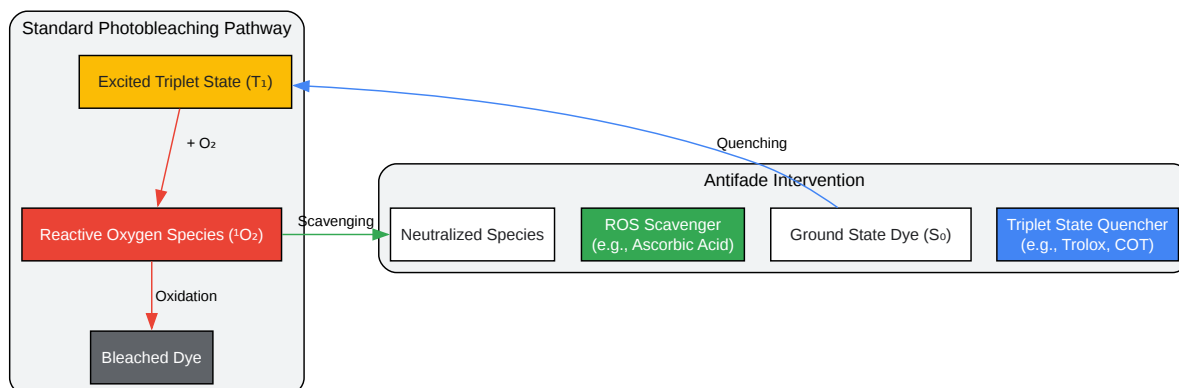 Standard Photobleaching Pathway
Excited Triplet State (T₁)
+ O₂
Quenching
Antifade Intervention
Reactive Oxygen Species (¹O₂)
Scavenging
Neutralized Species
ROS Scavenger
(e.g., Ascorbic Acid)
Ground State Dye (S₀)
Triplet State Quencher
(e.g., Trolox, COT)
Oxidation
Bleached Dye